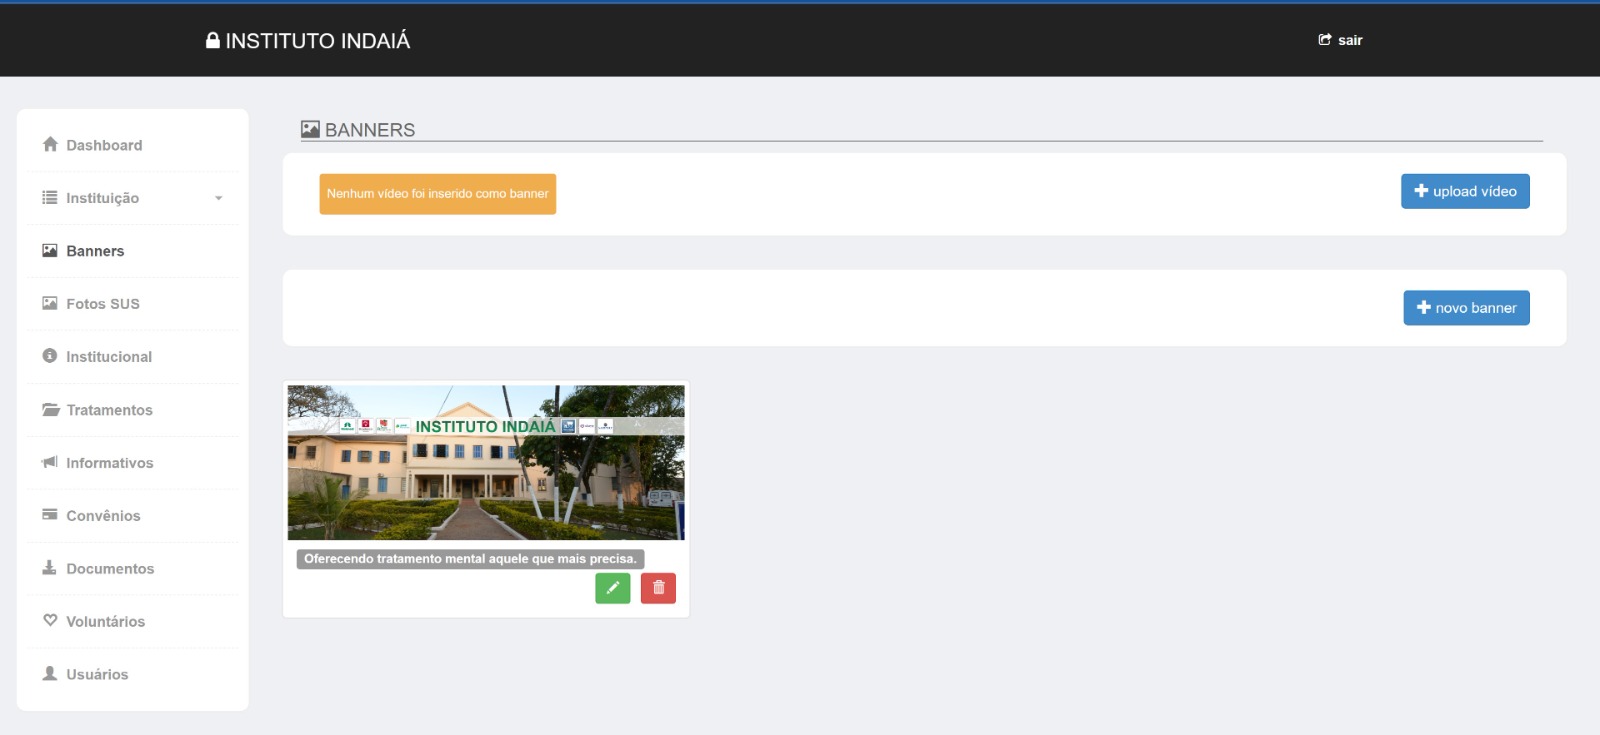 INSTITUTO INDAIÁ
sair
Dashboard
Instituição
Banners
Fotos SUS
Institucional
Tratamentos
Informativos
Convênios
Documentos
Voluntários
Usuários
BANNERS
Nenhum vídeo foi inserido como banner
upload vídeo
novo banner
INSTITUTO INDAIÁ
Oferecendo tratamento mental aquele que mais precisa.